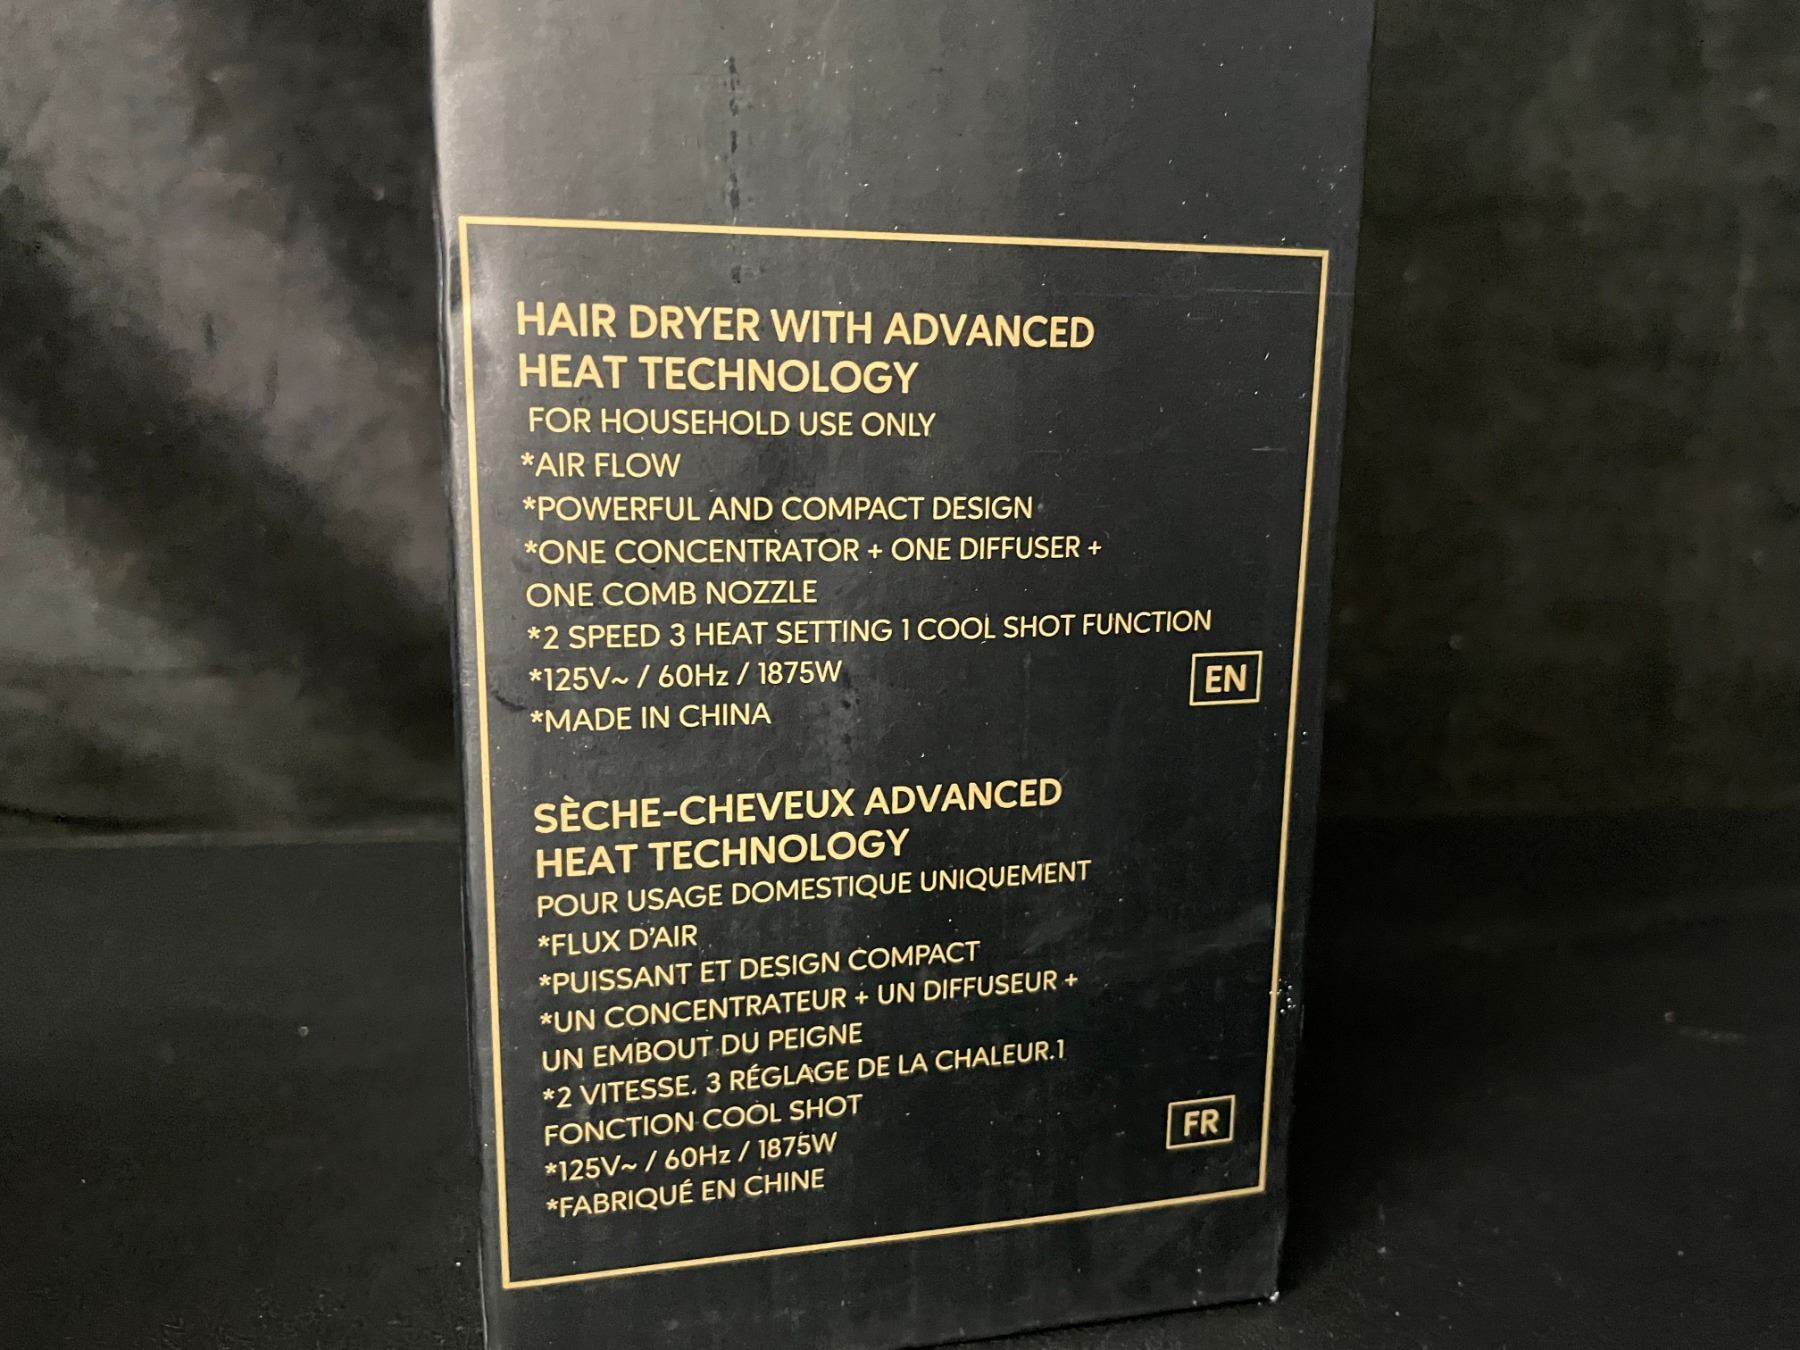 HAIR DRYER WITH ADVANCED
HEAT TECHNOLOGY
FOR HOUSEHOLD USE ONLY
*AIR FLOW
*POWERFUL AND COMPACT DESIGN
*ONE CONCENTRATOR + ONE DIFFUSER +
ONE COMB NOZZLE
*2 SPEED 3 HEAT SETTING 1 COOL SHOT FUNCTION
*125V~ / 60Hz / 1875W
EN
*MADE IN CHINA
SÈCHE-CHEVEUX ADVANCED
HEAT TECHNOLOGY
POUR USAGE DOMESTIQUE UNIQUEMENT
*FLUX D'AIR
*PUISSANT ET DESIGN COMPACT
*UN CONCENTRATEUR + UN DIFFUSEUR +
UN EMBOUT DU PEIGNE
*2 VITESSE. 3 RÉGLAGE DE LA CHALEUR.1
FONCTION COOL SHOT
FR
*125V~ / 60Hz / 1875W
*FABRIQUÉ EN CHINE